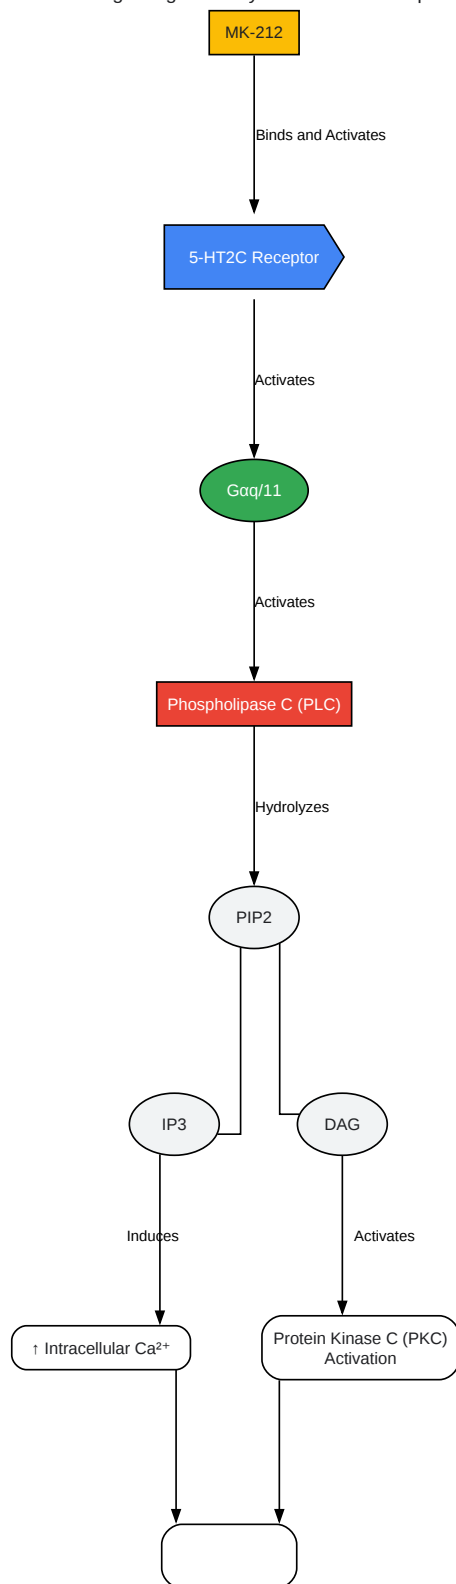 MK-212
Binds and Activates
5-HT2C Receptor
Activates
Gαq/11
Activates
Phospholipase C (PLC)
Hydrolyzes
PIP2
IP3
DAG
Induces
Activates
↑ Intracellular Ca²⁺
Protein Kinase C (PKC)
Activation